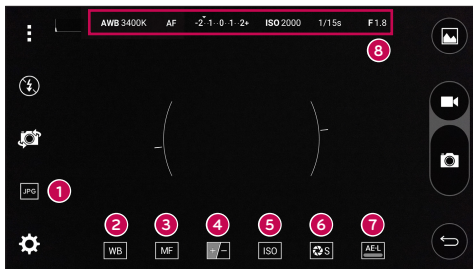 AWB 3400K AF -2··1··0··1··2+ ISO 2000 1/15s F1.8
8
JPG 1
2 3 4 5 6 7
WB MF +/- ISO S AE-L